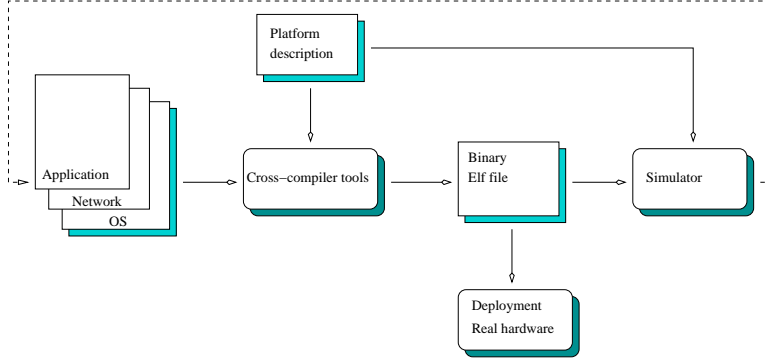 Platform
description
Application
Network
OS
Cross−compiler tools
Binary
Elf file
Simulator
Deployment
Real hardware